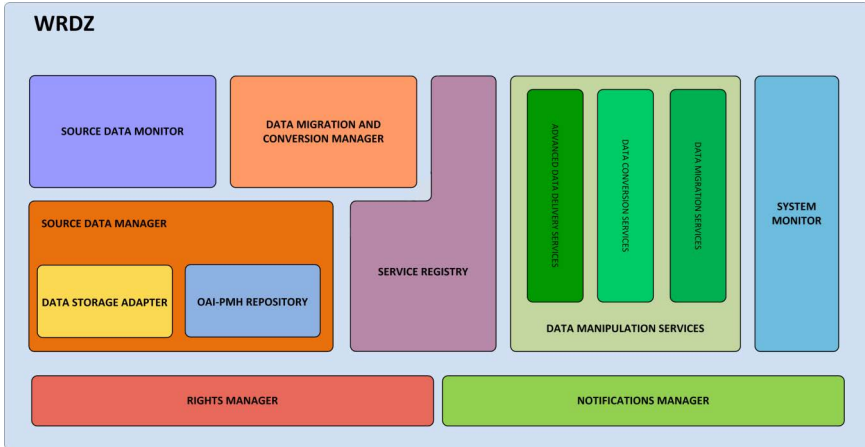 WRDZ
SOURCE DATA MONITOR
DATA MIGRATION AND
CONVERSION MANAGER
SOURCE DATA MANAGER
DATA STORAGE ADAPTER
OAI-PMH REPOSITORY
SERVICE REGISTRY
ADVANCED DATA DELIVERY SERVICES
DATA CONVERSION SERVICES
DATA MIGRATION SERVICES
DATA MANIPULATION SERVICES
SYSTEM
MONITOR
RIGHTS MANAGER
NOTIFICATIONS MANAGER